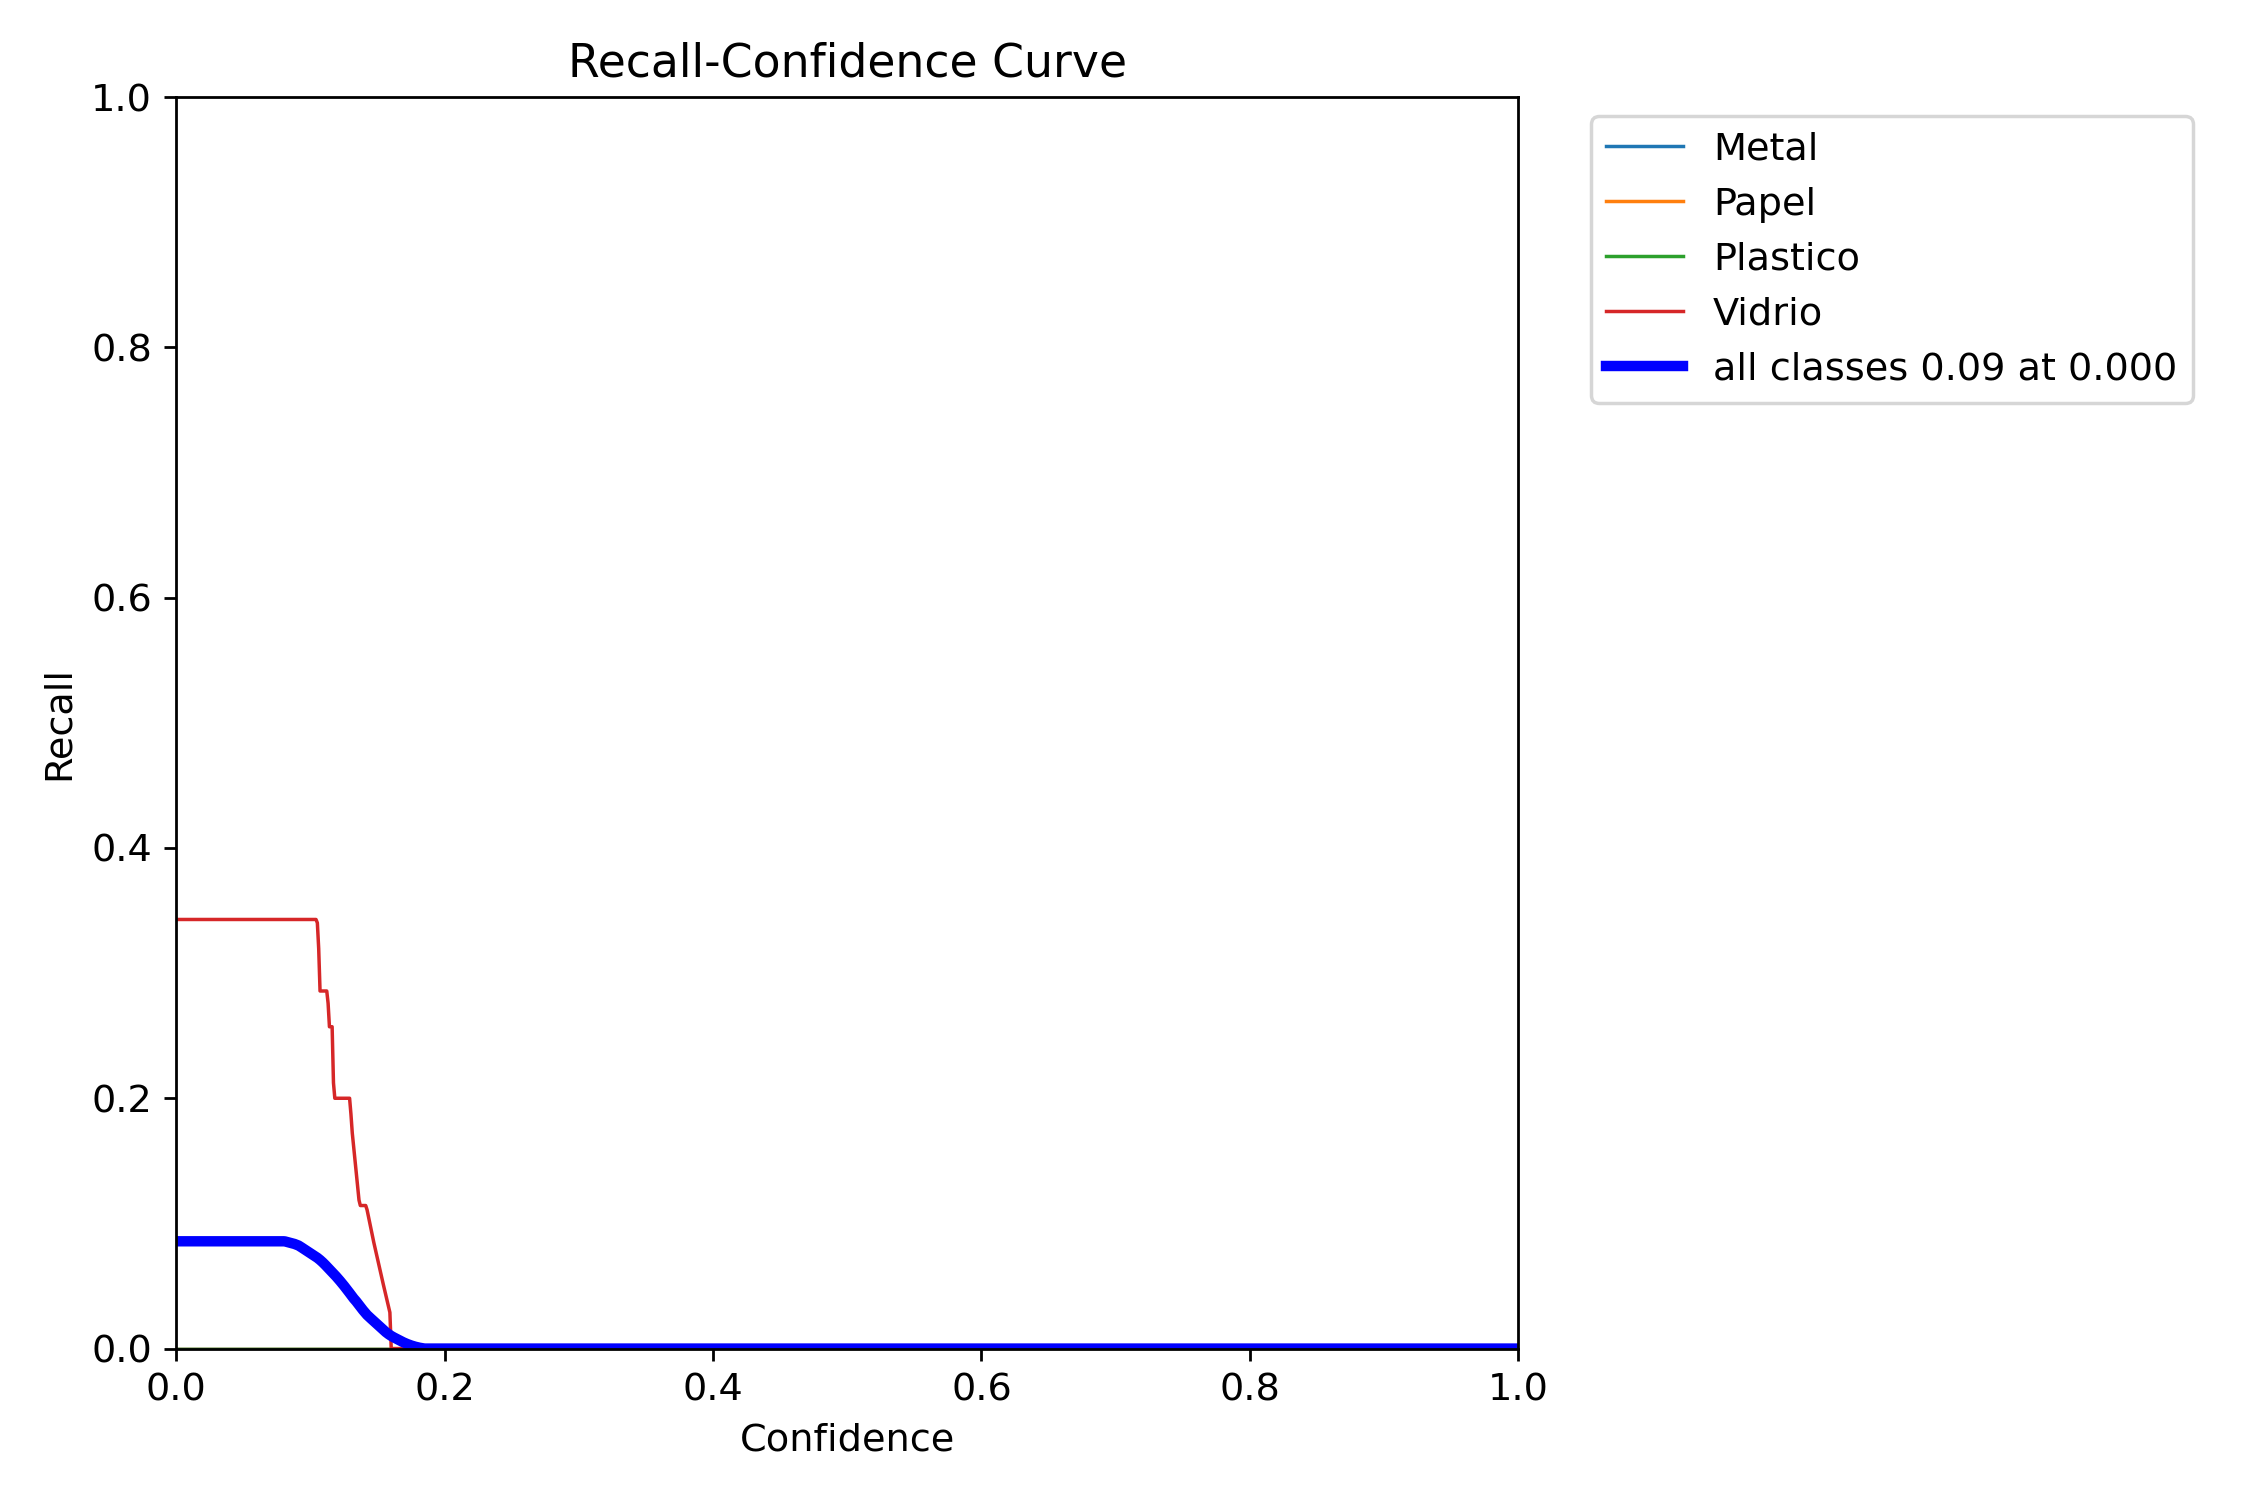 Recall-Confidence Curve
1.0
0.8
0.6
0.4
0.2
0.0
Recall
0.0 0.2 0.4 0.6 0.8 1.0
Confidence
Metal
Papel
Plastico
Vidrio
all classes 0.09 at 0.000